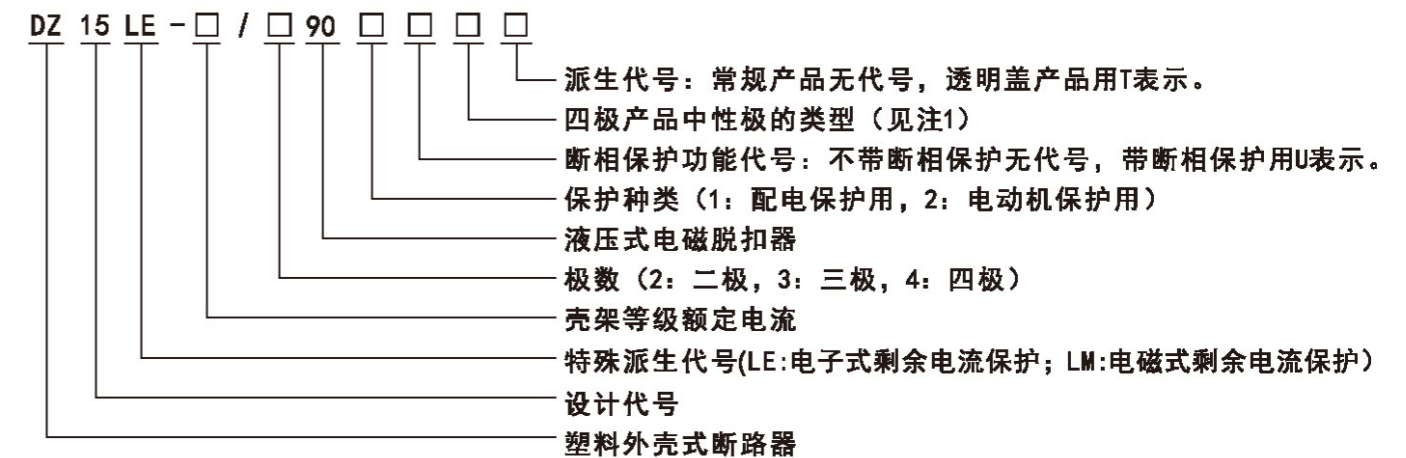 DZ 15 LE-□/□90□□□□
派生代号：常规产品无代号，透明盖产品用T表示。
四极产品中性极的类型（见注1）
断相保护功能代号：不带断相保护无代号，带断相保护用U表示。
保护种类（1：配电保护用，2：电动机保护用）
液压式电磁脱扣器
极数（2：二极，3：三极，4：四极）
壳架等级额定电流
特殊派生代号(LE:电子式剩余电流保护；LM:电磁式剩余电流保护）
设计代号
塑料外壳式断路器